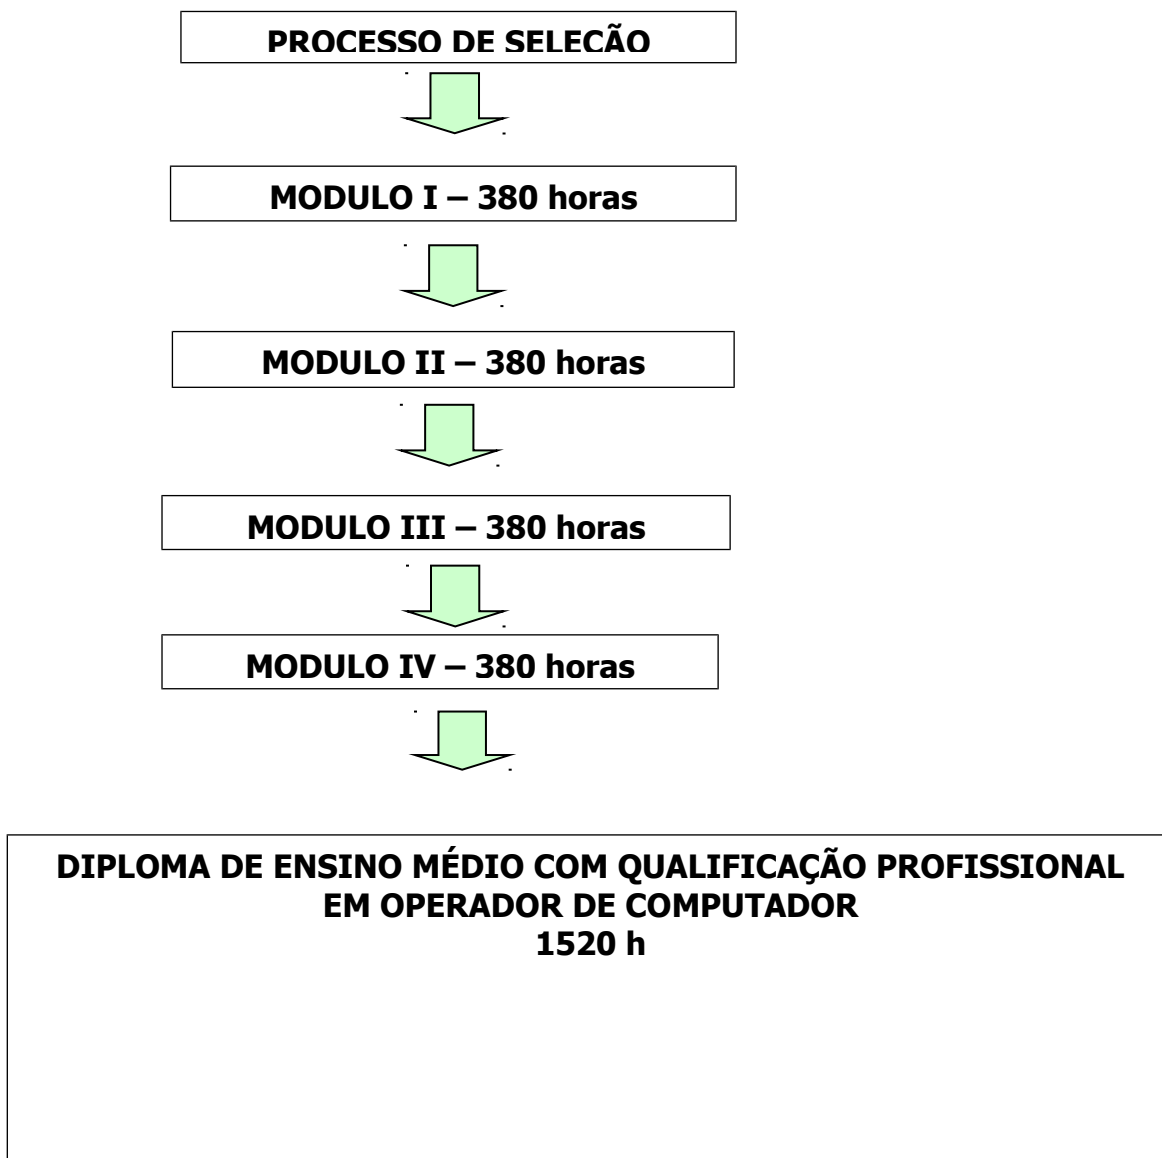 PROCESSO DE SELEÇÃO
MODULO I – 380 horas
MODULO II – 380 horas
MODULO III – 380 horas
MODULO IV – 380 horas
DIPLOMA DE ENSINO MÉDIO COM QUALIFICAÇÃO PROFISSIONAL
EM OPERADOR DE COMPUTADOR
1520 h